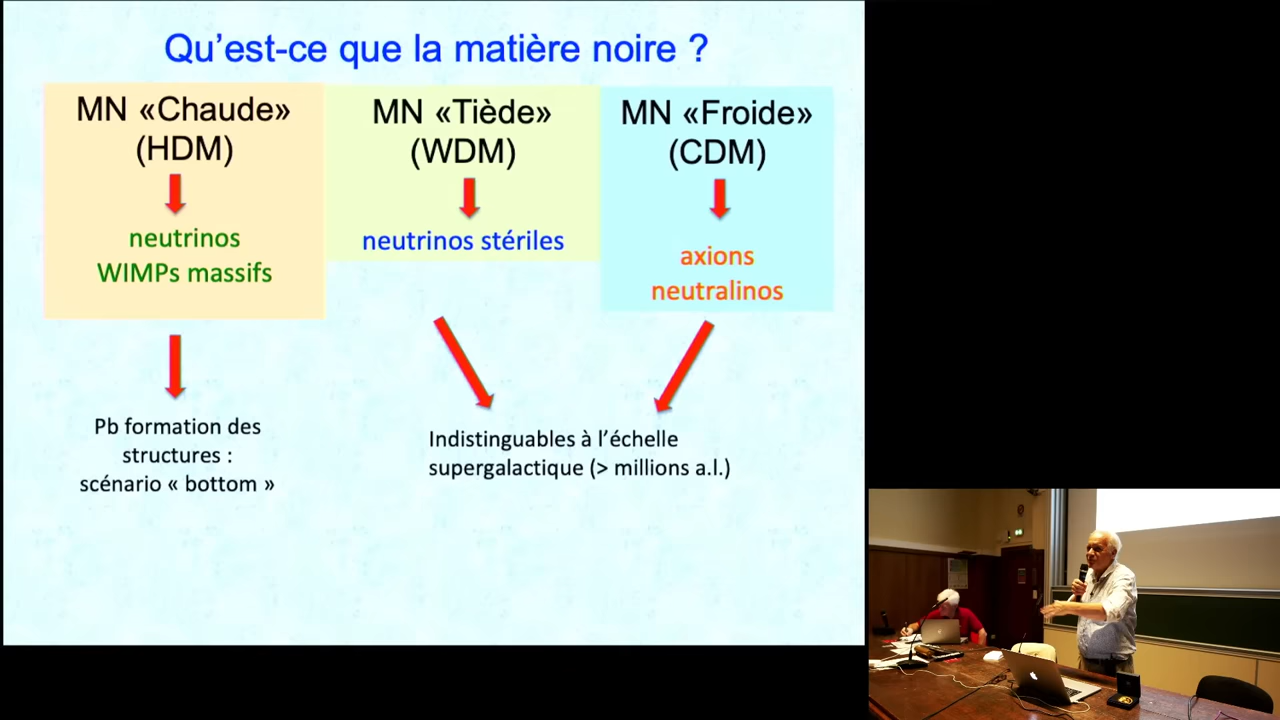 Qu'est-ce que la matière noire ?
MN «Chaude»
(HDM)
neutrinos
WIMPs massifs
MN «Tiède»
(WDM)
neutrinos stériles
MN «Froide»
(CDM)
axions
neutralinos
Pb formation des
structures :
scénario « bottom »
Indistinguables à l'échelle
supergalactique (> millions a.l.)